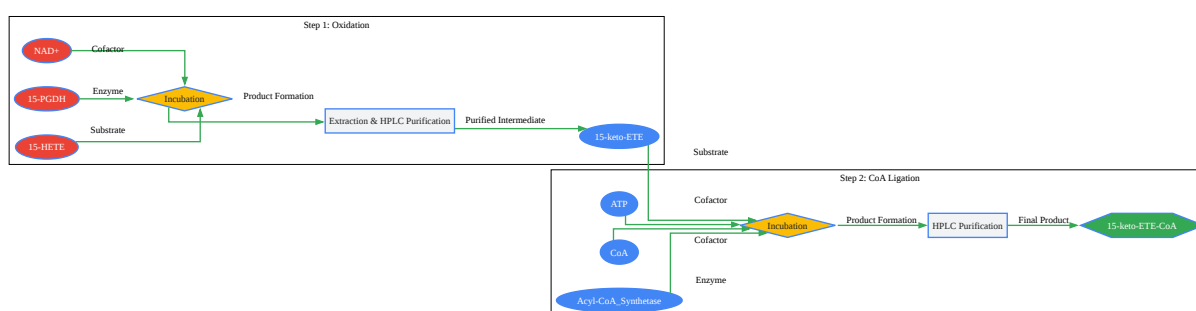 Step 1: Oxidation
NAD+
Cofactor
15-PGDH
Enzyme
Incubation
Product Formation
Extraction & HPLC Purification
Purified Intermediate
15-keto-ETE
15-HETE
Substrate
Substrate
Step 2: CoA Ligation
ATP
Cofactor
CoA
Cofactor
Acyl-CoA_Synthetase
Enzyme
Incubation
Product Formation
HPLC Purification
Final Product
15-keto-ETE-CoA